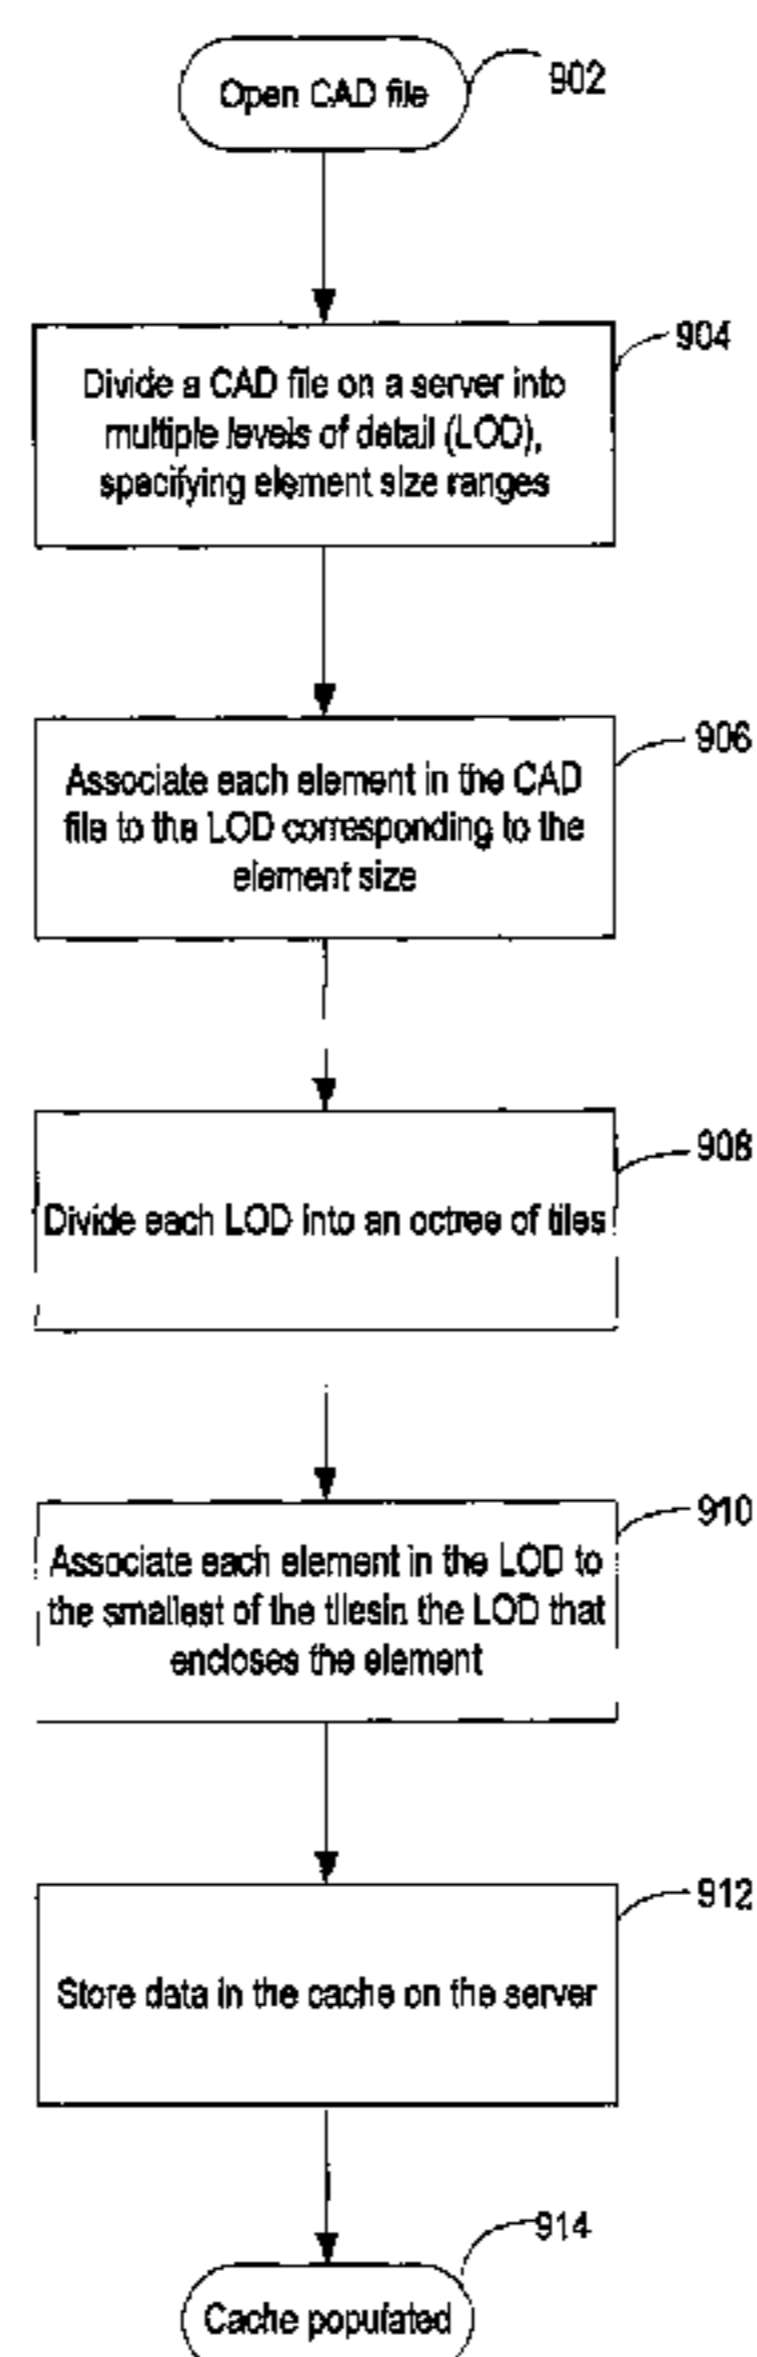 Open CAD file
902
904
Divide a CAD file on a server into
multiple levels of detail (LOD),
specifying element size ranges
906
Associate each element in the CAD
file to the LOD corresponding to the
element size
908
Divide each LOD into an octree of tiles
910
Associate each element in the LOD to
the smallest of the tilesin the LOD that
encloses the element
912
Store data in the cache on the server
914
Cache populated